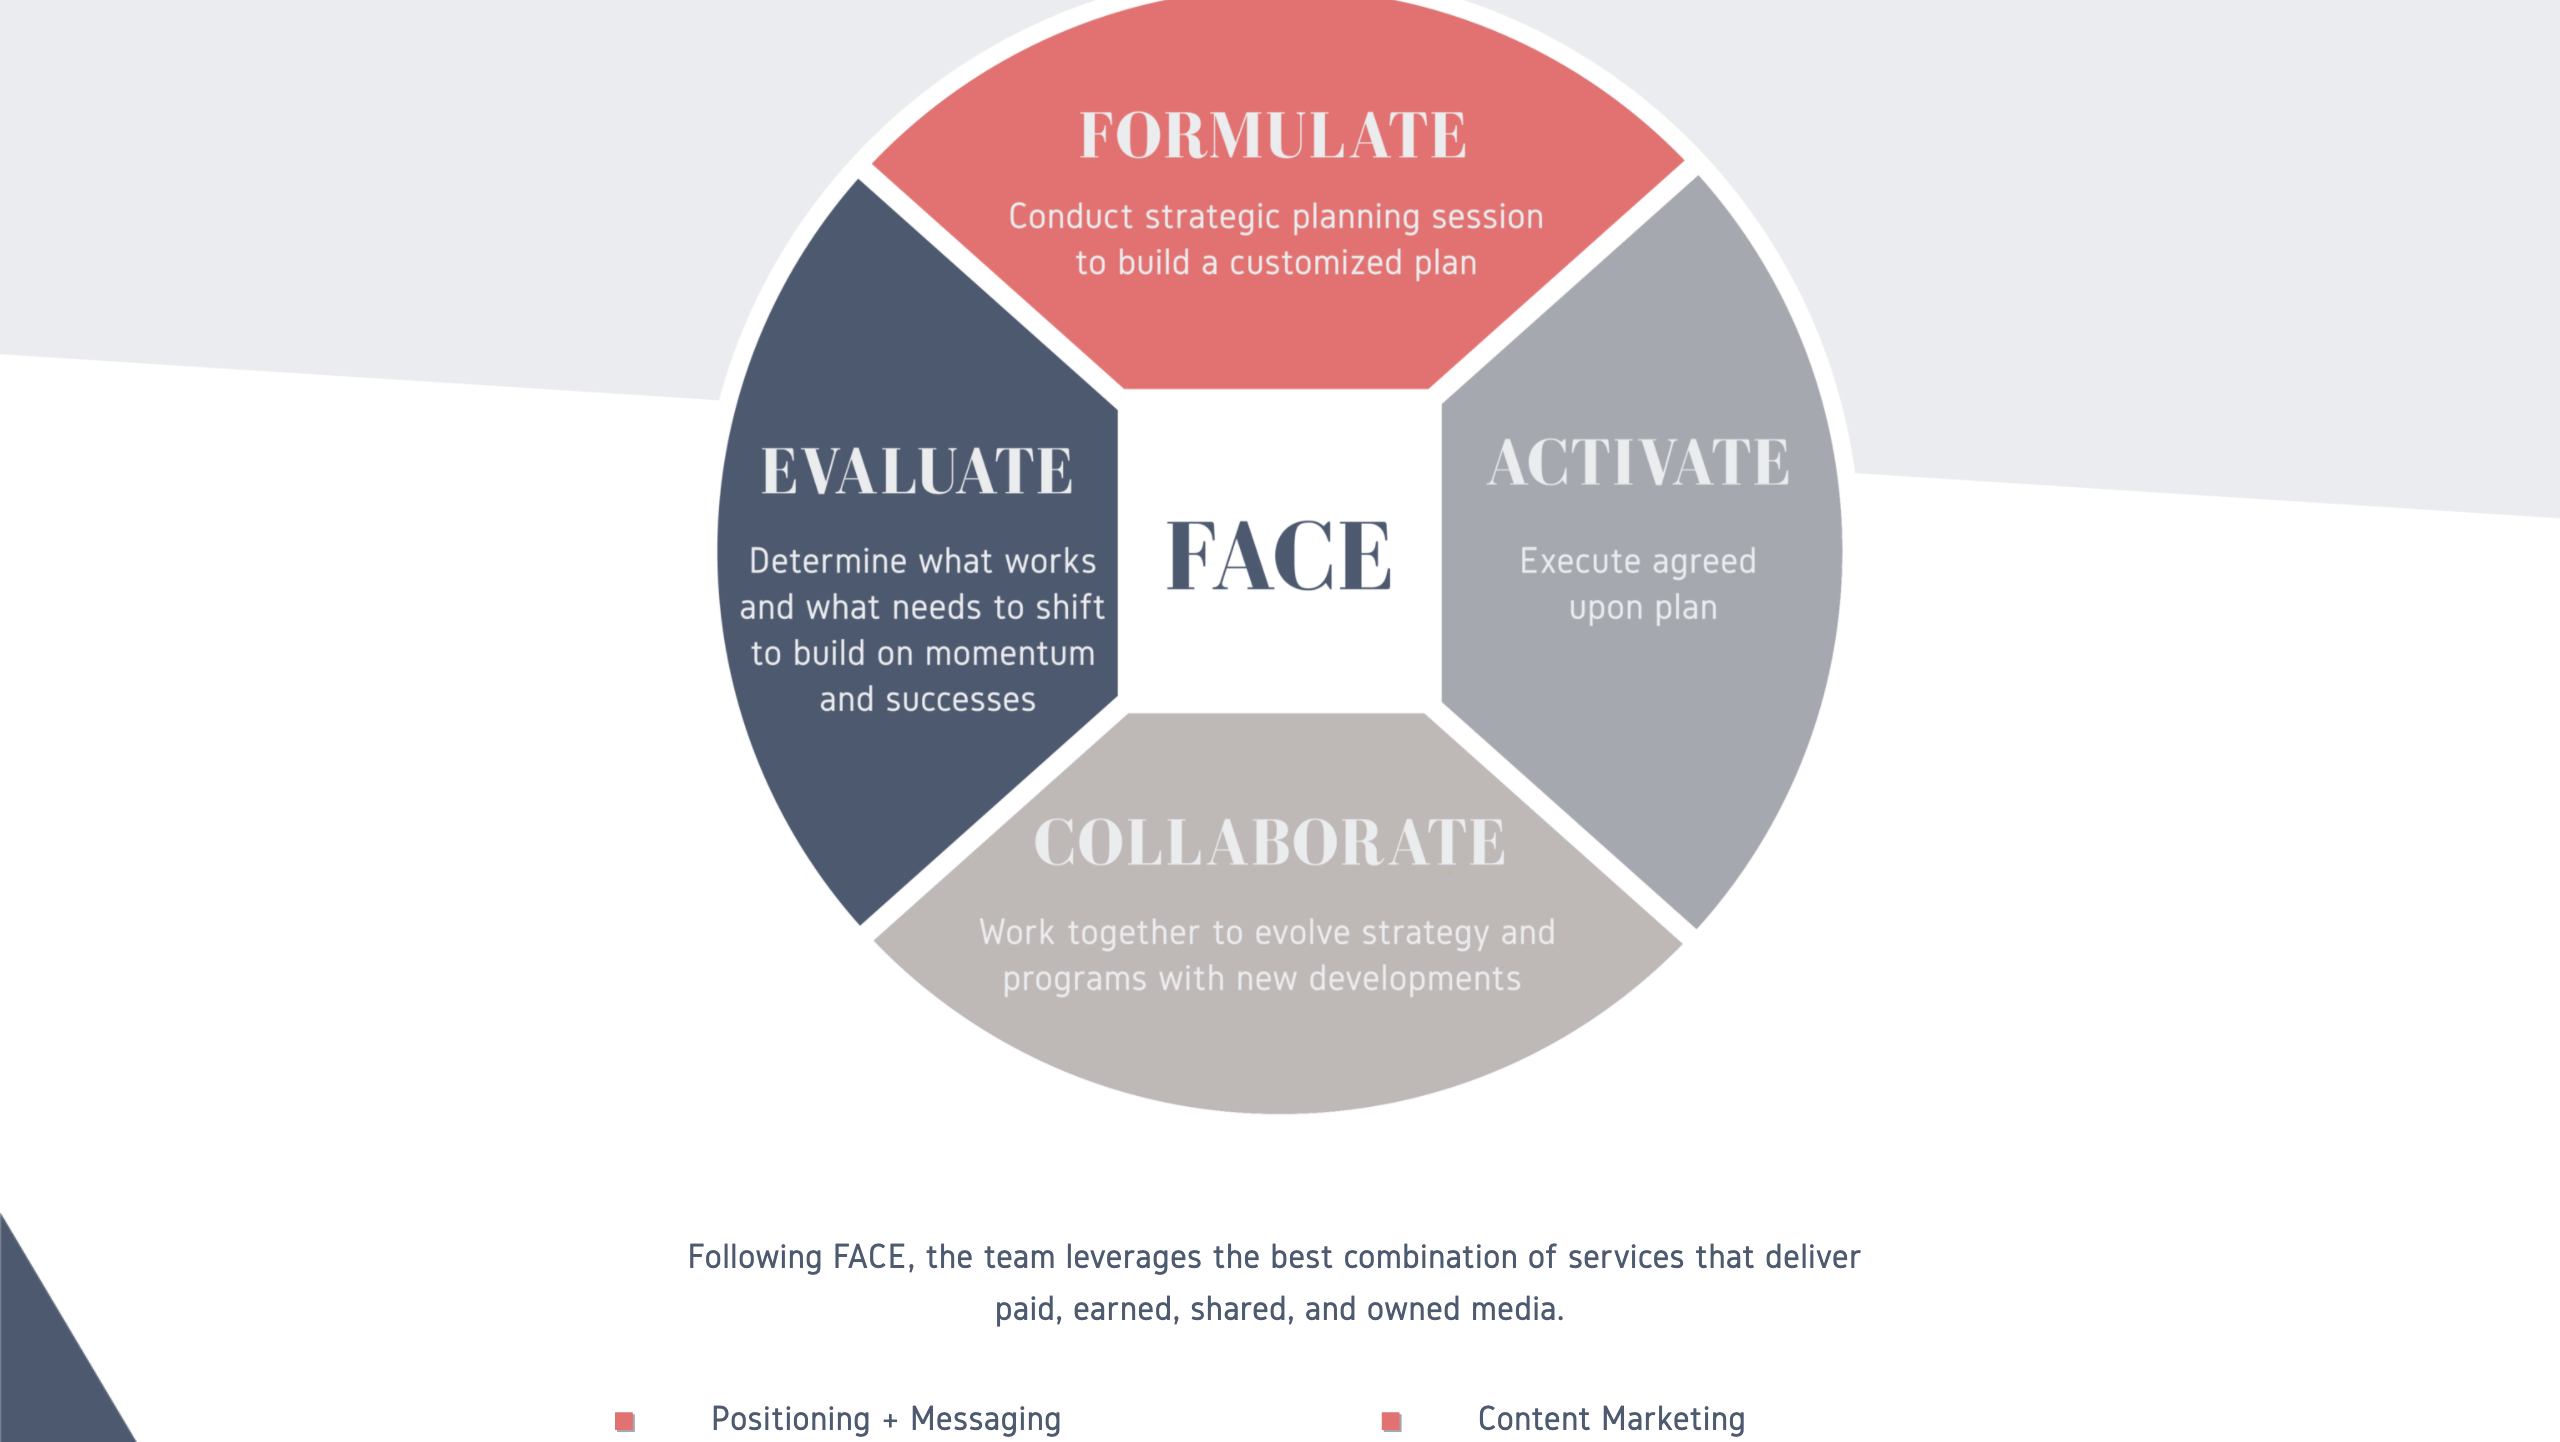 FORMULATE
Conduct strategic planning session
to build a customized plan
EVALUATE
Determine what works
and what needs to shift
to build on momentum
and successes
FACE
ACTIVATE
Execute agreed
upon plan
COLLABORATE
Work together to evolve strategy and
programs with new developments
Following FACE, the team leverages the best combination of services that deliver
paid, earned, shared, and owned media.
Positioning + Messaging
Content Marketing